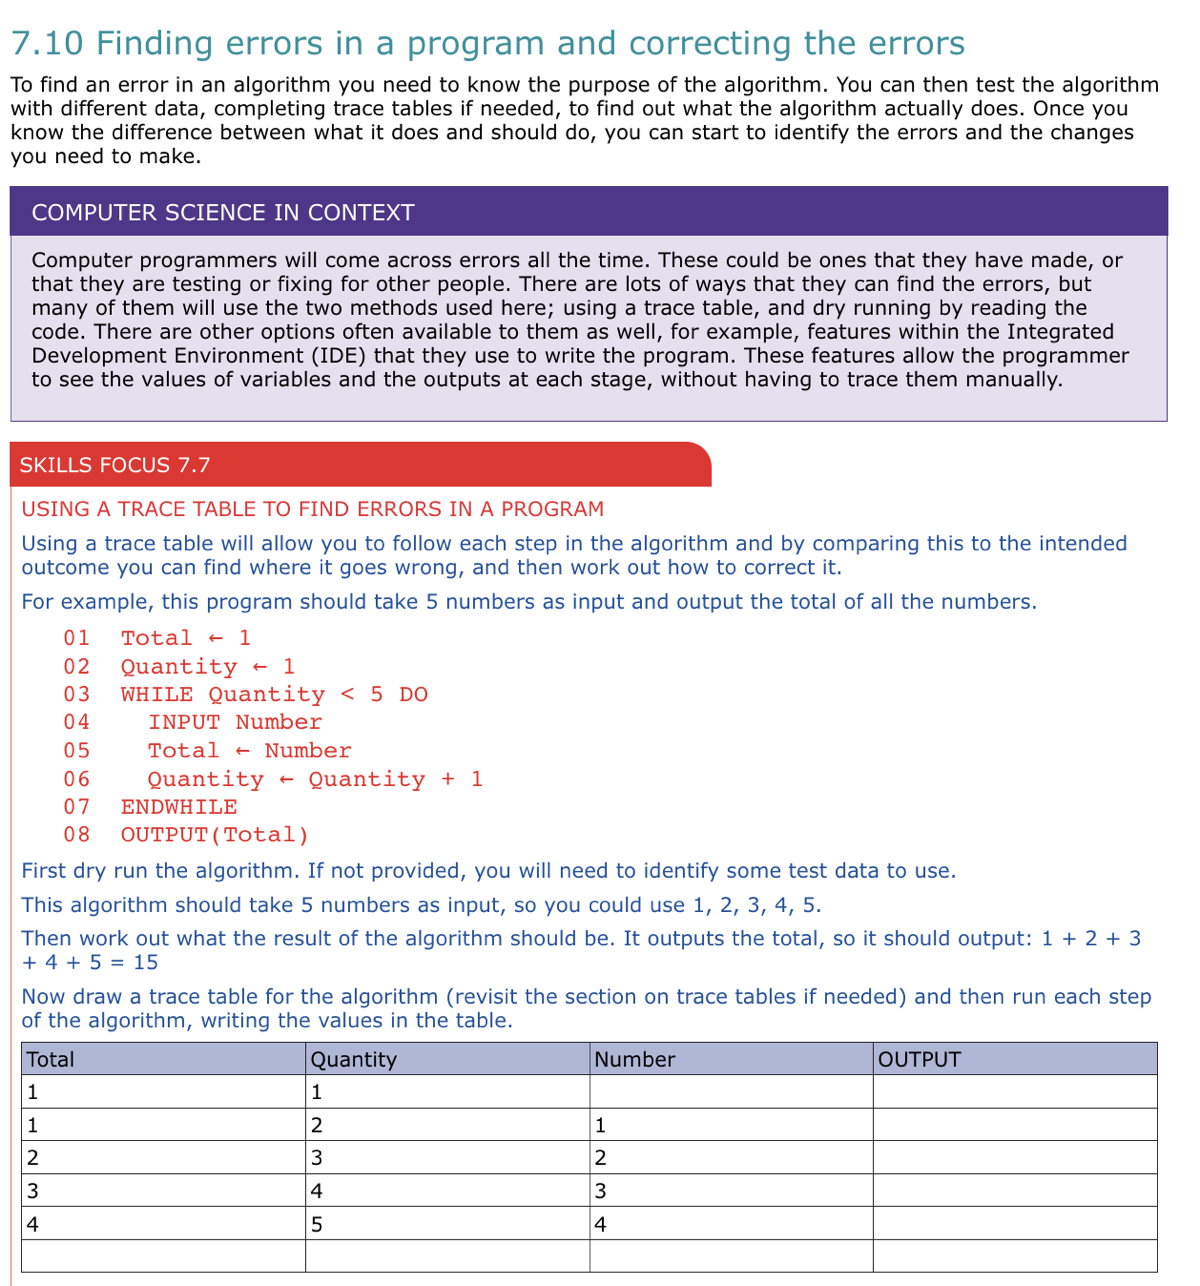 7.10 Finding errors in a program and correcting the errors
To find an error in an algorithm you need to know the purpose of the algorithm. You can then test the algorithm
with different data, completing trace tables if needed, to find out what the algorithm actually does. Once you
know the difference between what it does and should do, you can start to identify the errors and the changes
you need to make.
COMPUTER SCIENCE IN CONTEXT
Computer programmers will come across errors all the time. These could be ones that they have made, or
that they are testing or fixing for other people. There are lots of ways that they can find the errors, but
many of them will use the two methods used here; using a trace table, and dry running by reading the
code. There are other options often available to them as well, for example, features within the Integrated
Development Environment (IDE) that they use to write the program. These features allow the programmer
to see the values of variables and the outputs at each stage, without having to trace them manually.
SKILLS FOCUS 7.7
USING A TRACE TABLE TO FIND ERRORS IN A PROGRAM
Using a trace table will allow you to follow each step in the algorithm and by comparing this to the intended
outcome you can find where it goes wrong, and then work out how to correct it.
For example, this program should take 5 numbers as input and output the total of all the numbers.
01 Total ← 1
02 Quantity ← 1
03 WHILE Quantity < 5 DO
04 INPUT Number
05 Total ← Number
06 Quantity ← Quantity + 1
07 ENDWHILE
08 OUTPUT(Total)
First dry run the algorithm. If not provided, you will need to identify some test data to use.
This algorithm should take 5 numbers as input, so you could use 1, 2, 3, 4, 5.
Then work out what the result of the algorithm should be. It outputs the total, so it should output: 1 + 2 + 3
+ 4 + 5 = 15
Now draw a trace table for the algorithm (revisit the section on trace tables if needed) and then run each step
of the algorithm, writing the values in the table.
Total Quantity Number OUTPUT
1 1
1 2 1
2 3 2
3 4 3
4 5 4